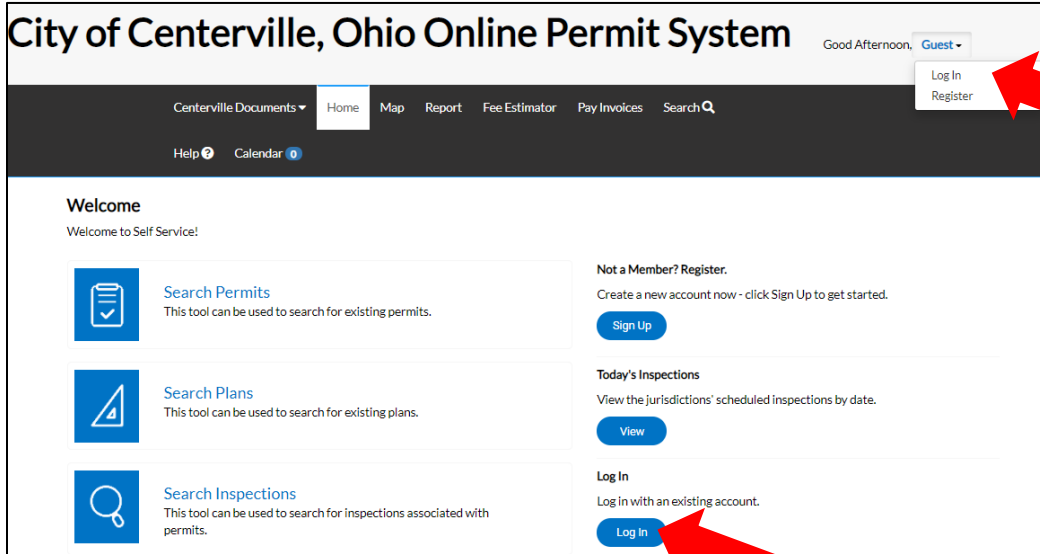 City of Centerville, Ohio Online Permit System
Good Afternoon, Guest
Log In
Register
Centerville Documents Home Map Report Fee Estimator Pay Invoices Search
Help Calendar 0
Welcome
Welcome to Self Service!
Search Permits
This tool can be used to search for existing permits.
Search Plans
This tool can be used to search for existing plans.
Search Inspections
This tool can be used to search for inspections associated with
permits.
Not a Member? Register.
Create a new account now - click Sign Up to get started.
Sign Up
Today's Inspections
View the jurisdictions' scheduled inspections by date.
View
Log In
Log in with an existing account.
Log In